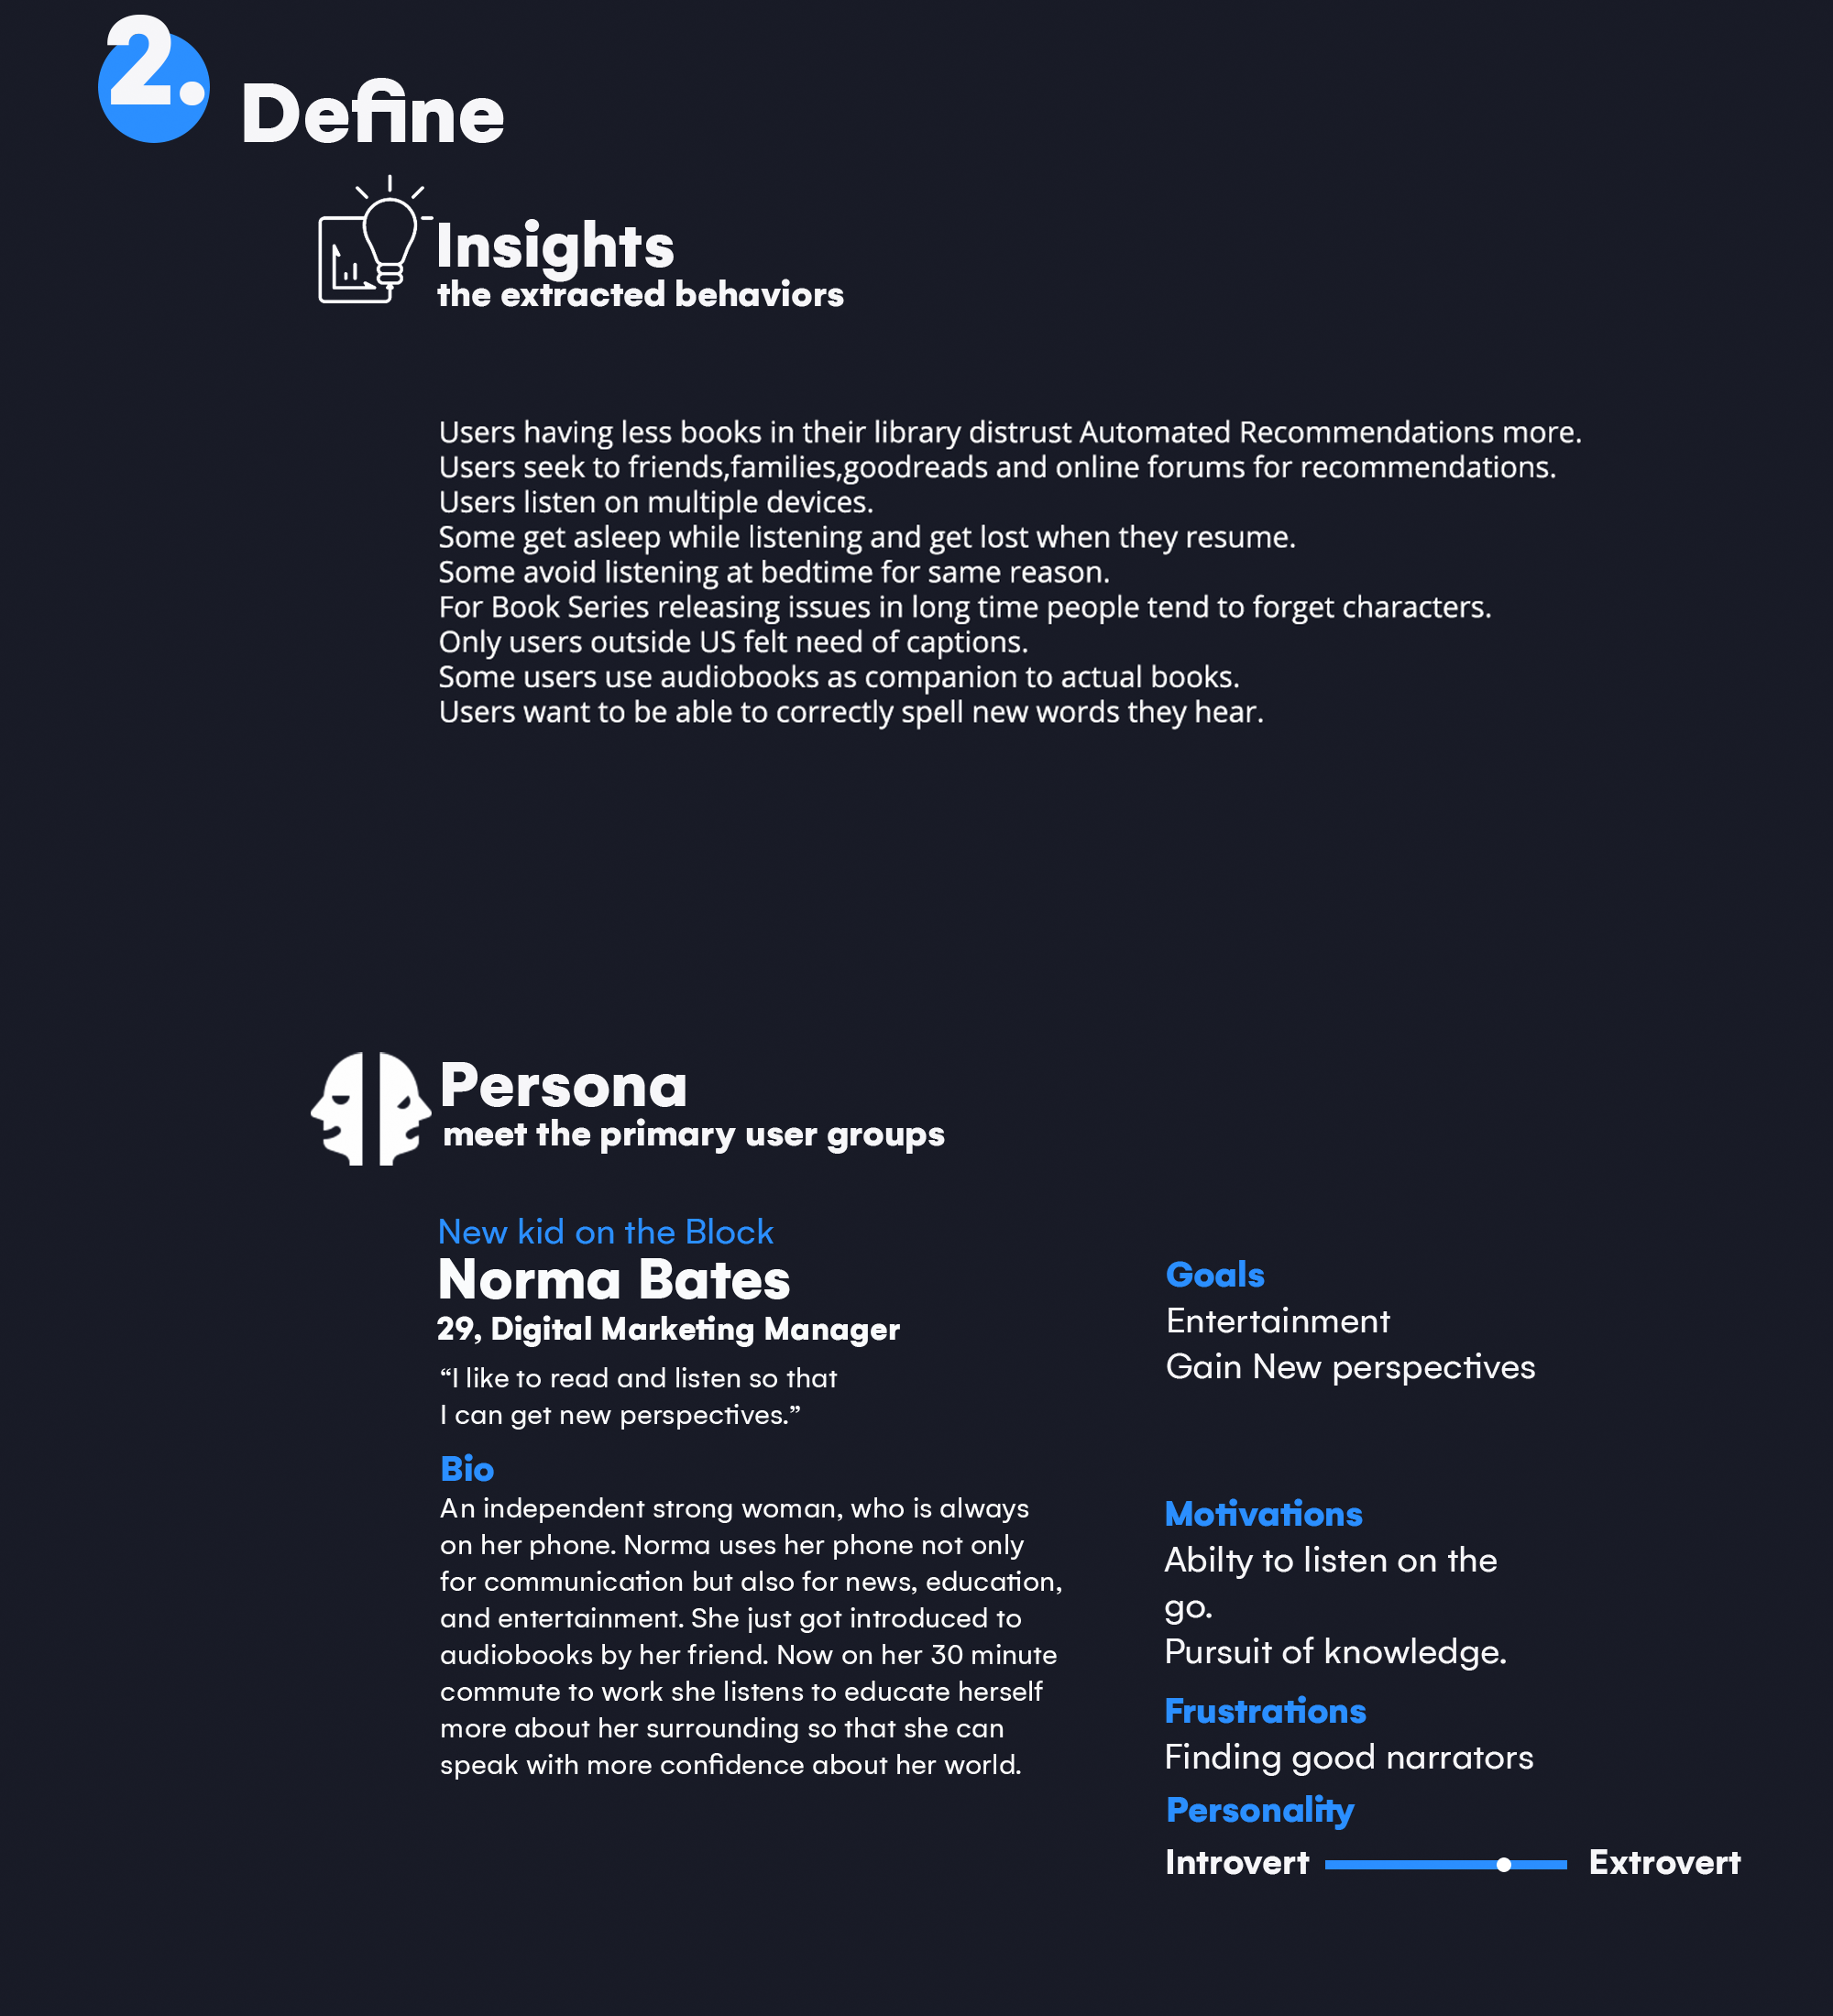 2.
Define
Insights
the extracted behaviors
Users having less books in their library distrust Automated Recommendations more.
Users seek to friends,families,goodreads and online forums for recommendations.
Users listen on multiple devices.
Some get asleep while listening and get lost when they resume.
Some avoid listening at bedtime for same reason.
For Book Series releasing issues in long time people tend to forget characters.
Only users outside US felt need of captions.
Some users use audiobooks as companion to actual books.
Users want to be able to correctly spell new words they hear.
Persona
meet the primary user groups
New kid on the Block
Norma Bates
29, Digital Marketing Manager
“I like to read and listen so that
I can get new perspectives.”
Bio
An independent strong woman, who is always
on her phone. Norma uses her phone not only
for communication but also for news, education,
and entertainment. She just got introduced to
audiobooks by her friend. Now on her 30 minute
commute to work she listens to educate herself
more about her surrounding so that she can
speak with more confidence about her world.
Goals
Entertainment
Gain New perspectives
Motivations
Abilty to listen on the
go.
Pursuit of knowledge.
Frustrations
Finding good narrators
Personality
Introvert Extrovert